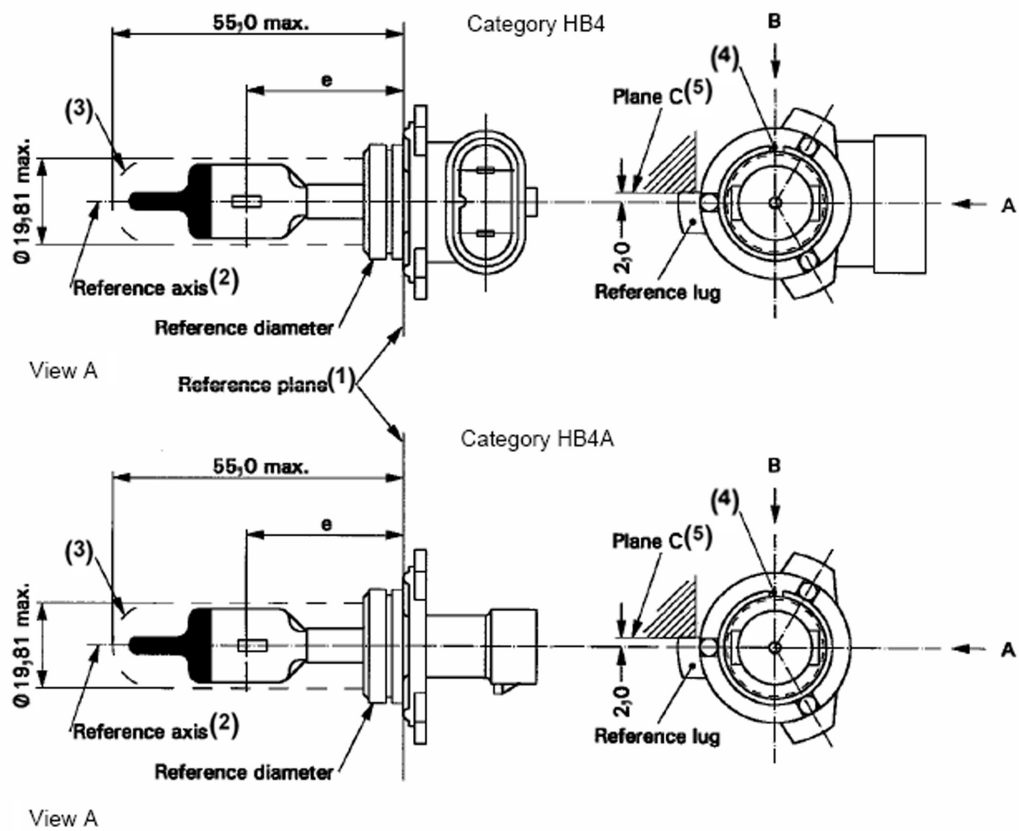 55,0 max.
Category HB4
B
(4)
e
Plane C(5)
(3)
Ø19,81 max.
A
2,0
Reference axis(2)
Reference lug
Reference diameter
View A
Reference plane(1)
Category HB4A
55,0 max.
B
(4)
e
Plane C(5)
(3)
Ø19,81 max.
A
2,0
Reference axis(2)
Reference lug
Reference diameter
View A